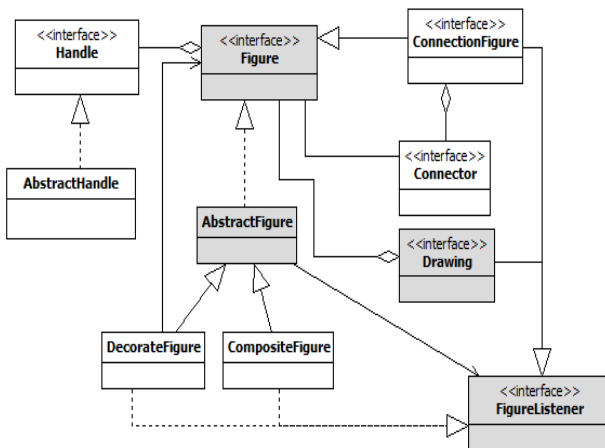 <<interface>>
Handle
<<interface>>
Figure
<<interface>>
ConnectionFigure
<<interface>>
Connector
AbstractHandle
AbstractFigure
<<interface>>
Drawing
DecorateFigure
CompositeFigure
<<interface>>
FigureListener